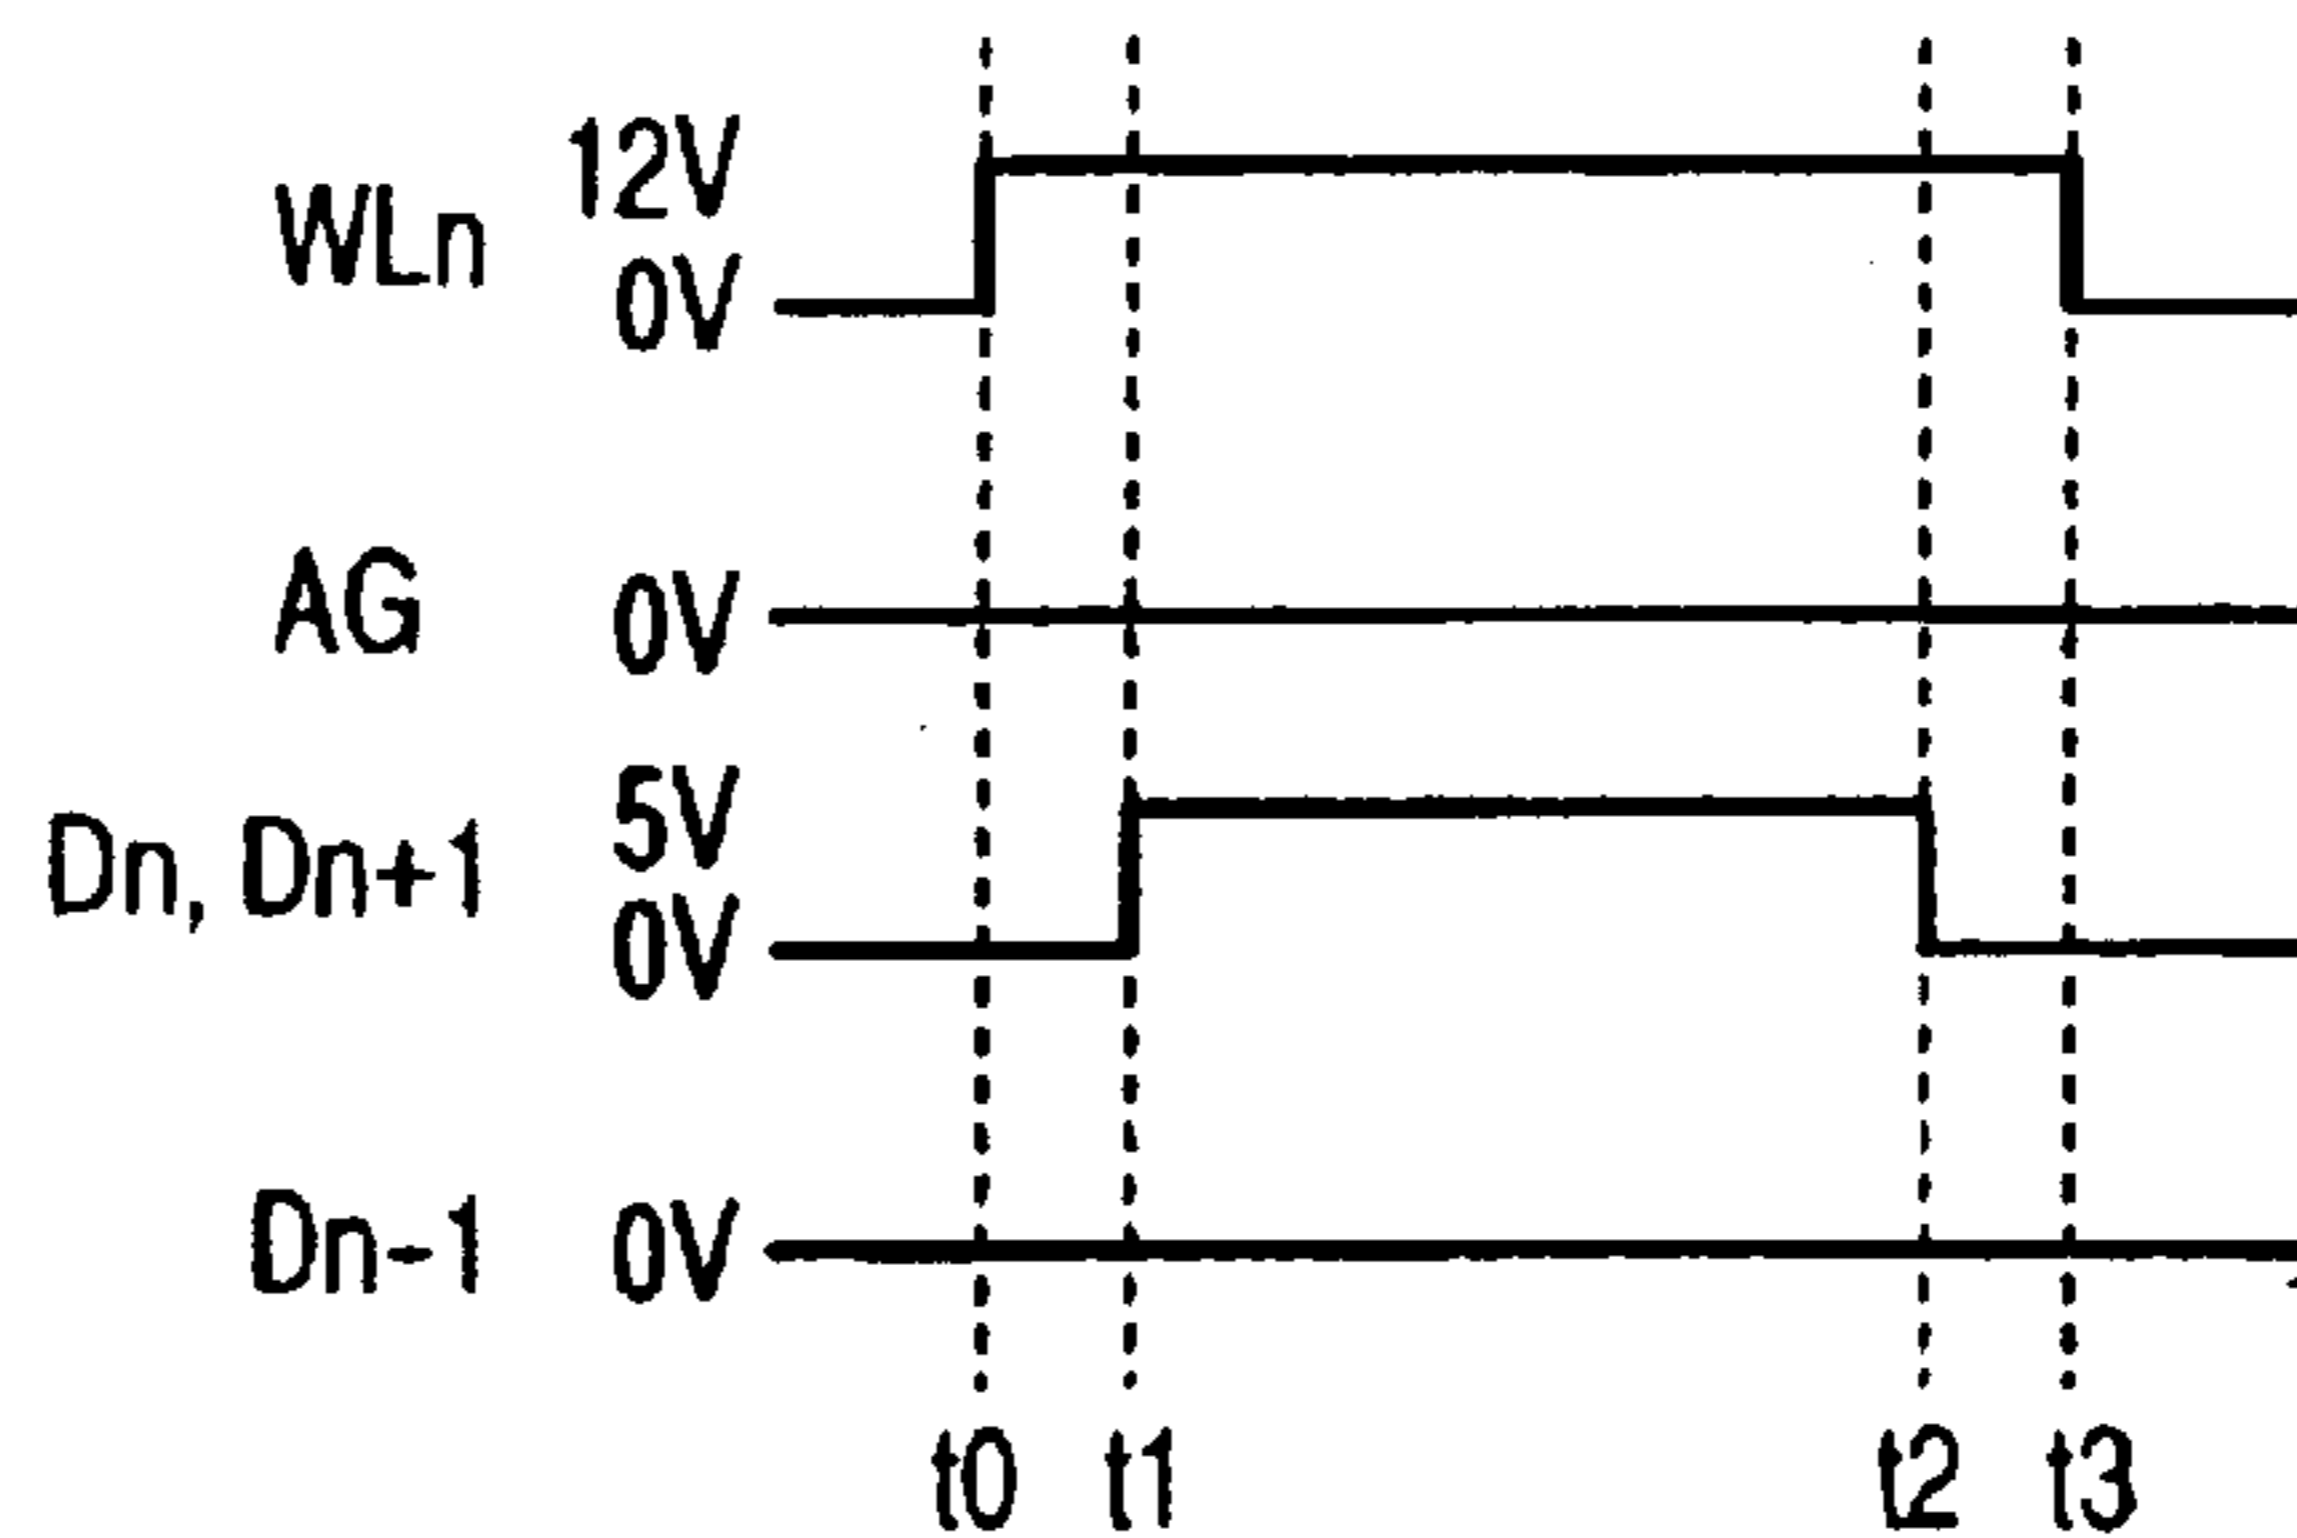 12V
WLn
0V
AG 0V
5V
Dn, Dn+1
0V
Dn-1 0V
t0 t1 t2 t3